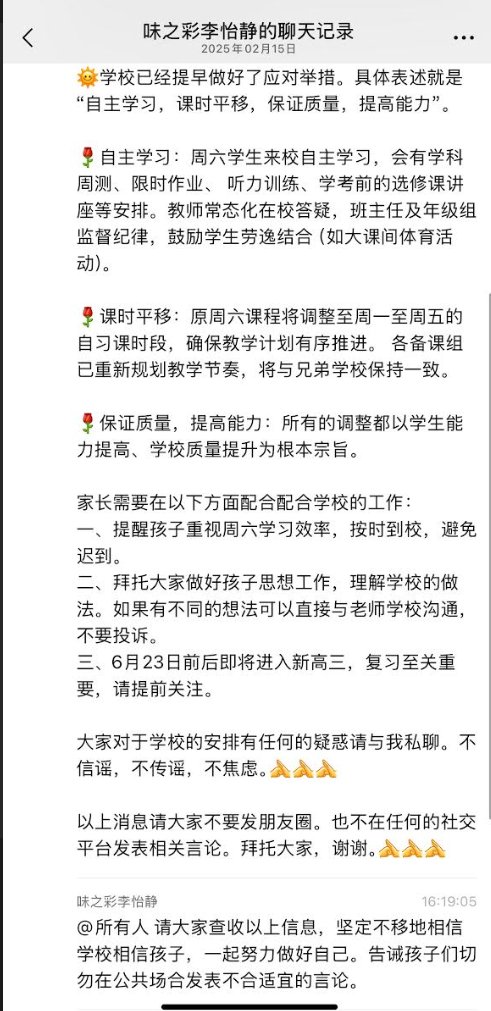 味之彩李怡静的聊天记录
2025年02月15日
🌞学校已经提早做好了应对举措。具体表述就是
“自主学习，课时平移，保证质量，提高能力”。
🌹自主学习：周六学生来校自主学习，会有学科
周测、限时作业、 听力训练、学考前的选修课讲
座等安排。教师常态化在校答疑，班主任及年级组
监督纪律，鼓励学生劳逸结合（如大课间体育活
动）。
🌹课时平移：原周六课程将调整至周一至周五的
自习课时段，确保教学计划有序推进。 各备课组
已重新规划教学节奏，将与兄弟学校保持一致。
🌹保证质量，提高能力：所有的调整都以学生能
力提高、学校质量提升为根本宗旨。
家长需要在以下方面配合配合学校的工作：
一、提醒孩子重视周六学习效率，按时到校，避免
迟到。
二、拜托大家做好孩子思想工作，理解学校的做
法。如果有不同的想法可以直接与老师学校沟通，
不要投诉。
三、6月23日前后即将进入新高三，复习至关重
要，请提前关注。
大家对于学校的安排有任何的疑惑请与我私聊。不
信谣，不传谣，不焦虑。🙏🙏🙏
以上消息请大家不要发朋友圈。也不在任何的社交
平台发表相关言论。拜托大家，谢谢。🙏🙏🙏
味之彩李怡静
16:19:05
@所有人 请大家查收以上信息，坚定不移地相信
学校相信孩子，一起努力做好自己。告诫孩子们切
勿在公共场合发表不合适宜的言论。